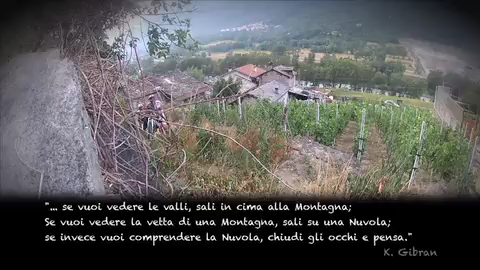 "... se vuoi vedere le valli, sali in cima alla Montagna;
Se vuoi vedere la vetta di una Montagna, sali su una Nuvola;
se invece vuoi comprendere la Nuvola, chiudi gli occhi e pensa."
K. Gibran